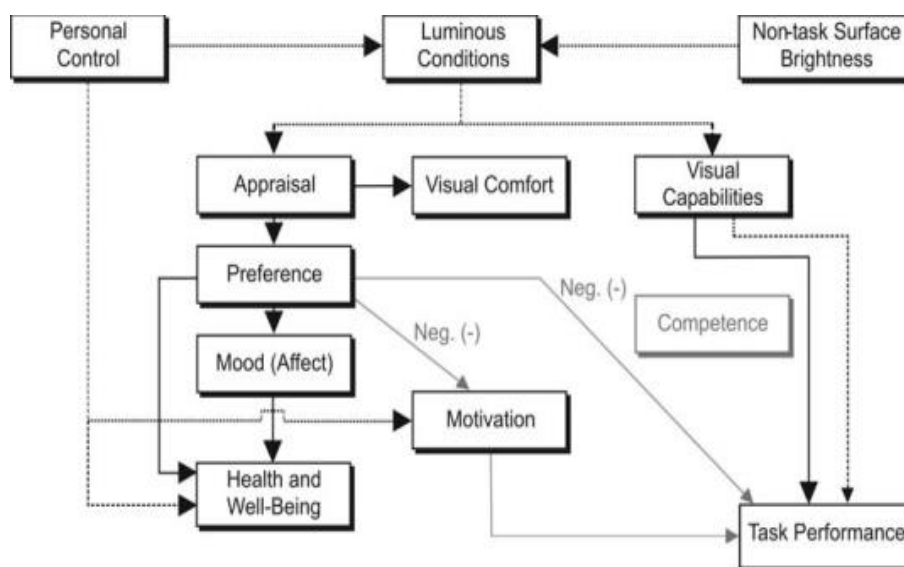 Personal
Control
Luminous
Conditions
Non-task Surface
Brightness
Appraisal
Visual Comfort
Visual
Capabilities
Preference
Neg. (-)
Neg. (-)
Competence
Mood (Affect)
Motivation
Health and
Well-Being
Task Performance